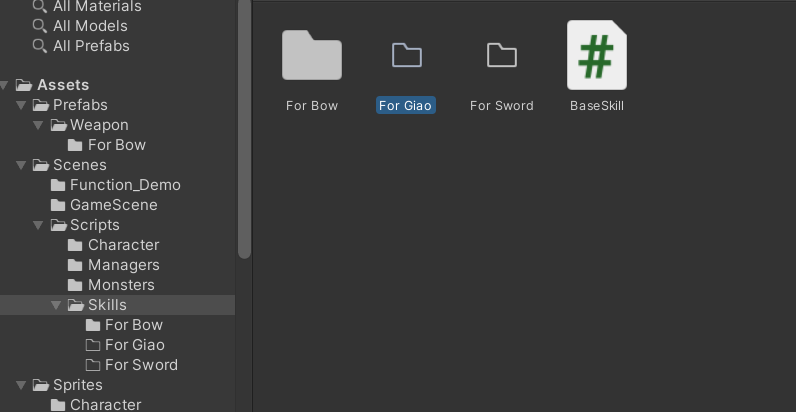 All Materials
All Models
All Prefabs
Assets
Prefabs
Weapon
For Bow
Scenes
Function_Demo
GameScene
Scripts
Character
Managers
Monsters
Skills
For Bow
For Giao
For Sword
Sprites
Character
For Bow
For Giao
For Sword
#
BaseSkill